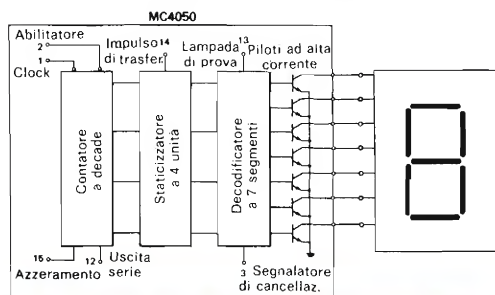 MC4050
Abilitatore
2
1
Clock
Impulso 14
di trasfer.
Lampada 13
di prova
Piloti ad alta
corrente
Contatore
a decade
Staticizzatore
a 4 unità
Decodificatore
a 7 segmenti
15
Azzeramento
12
Uscita
serie
3
Segnalatore
di cancellaz.